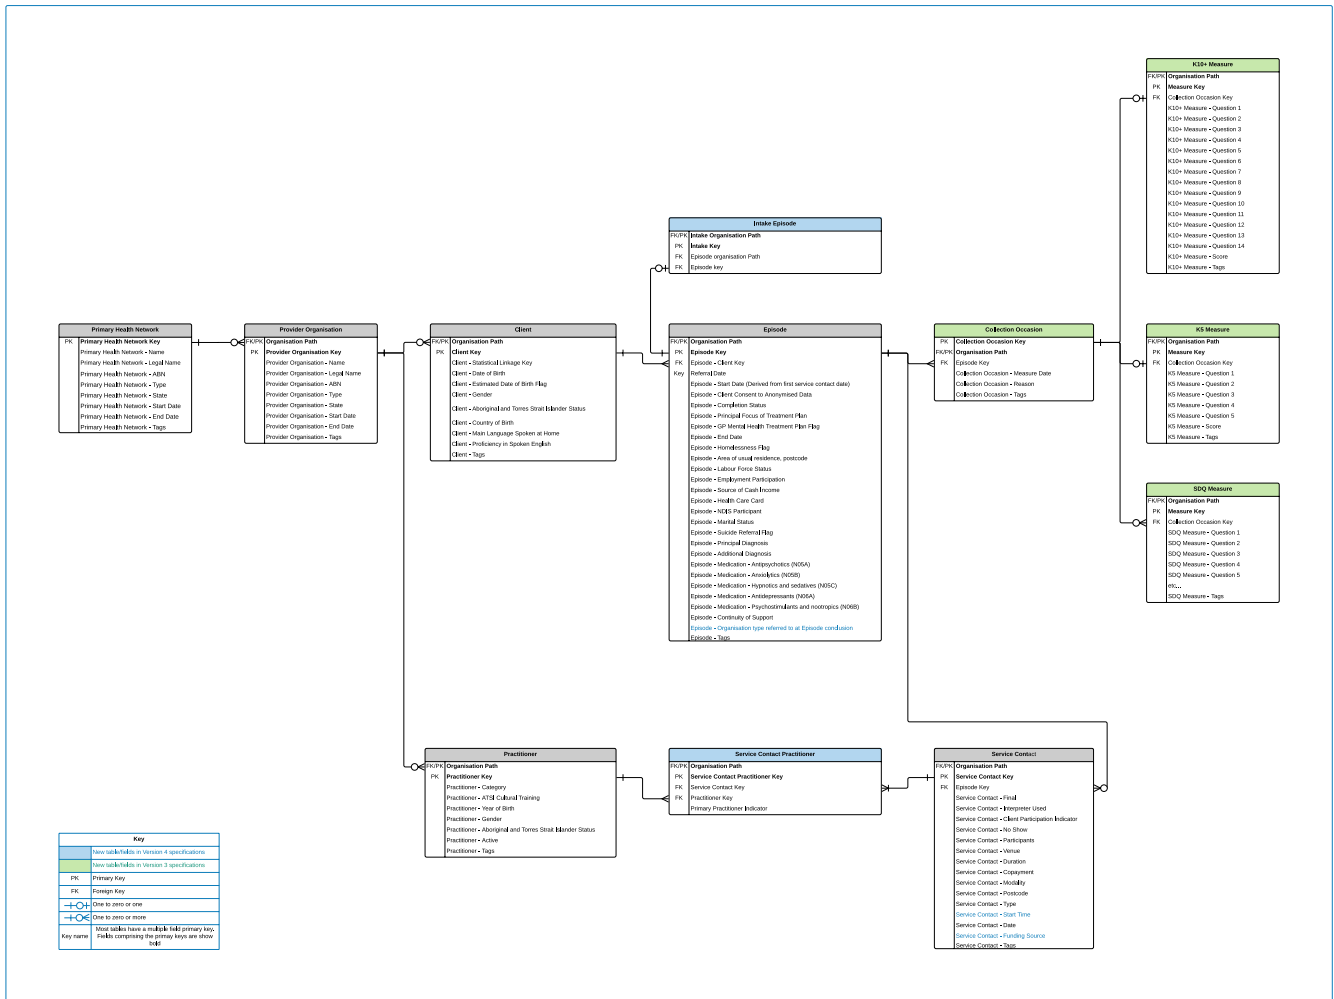 K10+ Measure
FK/PK Organisation Path
PK Measure Key
FK Collection Occasion Key
K10+ Measure - Question 1
K10+ Measure - Question 2
K10+ Measure - Question 3
K10+ Measure - Question 4
K10+ Measure - Question 5
K10+ Measure - Question 6
K10+ Measure - Question 7
K10+ Measure - Question 8
K10+ Measure - Question 9
K10+ Measure - Question 10
K10+ Measure - Question 11
K10+ Measure - Question 12
K10+ Measure - Question 13
K10+ Measure - Question 14
K10+ Measure - Score
K10+ Measure - Tags
Intake Episode
FK/PK Intake Organisation Path
PK Intake Key
FK Episode organisation Path
FK Episode key
Primary Health Network
PK Primary Health Network Key
Primary Health Network - Name
Primary Health Network - Legal Name
Primary Health Network - ABN
Primary Health Network - Type
Primary Health Network - State
Primary Health Network - Start Date
Primary Health Network - End Date
Primary Health Network - Tags
Provider Organisation
FK/PK Organisation Path
PK Provider Organisation Key
Provider Organisation - Name
Provider Organisation - Legal Name
Provider Organisation - ABN
Provider Organisation - Type
Provider Organisation - State
Provider Organisation - Start Date
Provider Organisation - End Date
Provider Organisation - Tags
Client
FK/PK Organisation Path
PK Client Key
Client - Statistical Linkage Key
Client - Date of Birth
Client - Estimated Date of Birth Flag
Client - Gender
Client - Aboriginal and Torres Strait Islander Status
Client - Country of Birth
Client - Main Language Spoken at Home
Client - Proficiency in Spoken English
Client - Tags
Episode
FK/PK Organisation Path
PK Episode Key
FK Episode - Client Key
Key Referral Date
Episode - Start Date (Derived from first service contact date)
Episode - Client Consent to Anonymised Data
Episode - Completion Status
Episode - Principal Focus of Treatment Plan
Episode - GP Mental Health Treatment Plan Flag
Episode - End Date
Episode - Homelessness Flag
Episode - Area of usual residence, postcode
Episode - Labour Force Status
Episode - Employment Participation
Episode - Source of Cash Income
Episode - Health Care Card
Episode - NDIS Participant
Episode - Marital Status
Episode - Suicide Referral Flag
Episode - Principal Diagnosis
Episode - Additional Diagnosis
Episode - Medication - Antipsychotics (N05A)
Episode - Medication - Anxiolytics (N05B)
Episode - Medication - Hypnotics and sedatives (N05C)
Episode - Medication - Antidepressants (N06A)
Episode - Medication - Psychostimulants and nootropics (N06B)
Episode - Continuity of Support
Episode - Organisation type referred to at Episode conclusion
Episode - Tags
Collection Occasion
PK Collection Occasion Key
FK/PK Organisation Path
FK Episode Key
Collection Occasion - Measure Date
Collection Occasion - Reason
Collection Occasion - Tags
K5 Measure
FK/PK Organisation Path
PK Measure Key
FK Collection Occasion Key
K5 Measure - Question 1
K5 Measure - Question 2
K5 Measure - Question 3
K5 Measure - Question 4
K5 Measure - Question 5
K5 Measure - Score
K5 Measure - Tags
SDQ Measure
FK/PK Organisation Path
PK Measure Key
FK Collection Occasion Key
SDQ Measure - Question 1
SDQ Measure - Question 2
SDQ Measure - Question 3
SDQ Measure - Question 4
SDQ Measure - Question 5
etc...
SDQ Measure - Tags
Practitioner
FK/PK Organisation Path
PK Practitioner Key
Practitioner - Category
Practitioner - ATSI Cultural Training
Practitioner - Year of Birth
Practitioner - Gender
Practitioner - Aboriginal and Torres Strait Islander Status
Practitioner - Active
Practitioner - Tags
Service Contact Practitioner
FK/PK Organisation Path
PK Service Contact Practitioner Key
FK Service Contact Key
FK Practitioner Key
Primary Practitioner Indicator
Service Contact
FK/PK Organisation Path
PK Service Contact Key
FK Episode Key
Service Contact - Final
Service Contact - Interpreter Used
Service Contact - Client Participation Indicator
Service Contact - No Show
Service Contact - Participants
Service Contact - Venue
Service Contact - Duration
Service Contact - Copayment
Service Contact - Modality
Service Contact - Postcode
Service Contact - Type
Service Contact - Start Time
Service Contact - Date
Service Contact - Funding Source
Service Contact - Tags
Key
New table/fields in Version 4 specifications
New table/fields in Version 3 specifications
PK Primary Key
FK Foreign Key
One to zero or one
One to zero or more
Key name Most tables have a multiple field primary key.
Fields comprising the primay keys are show
bold